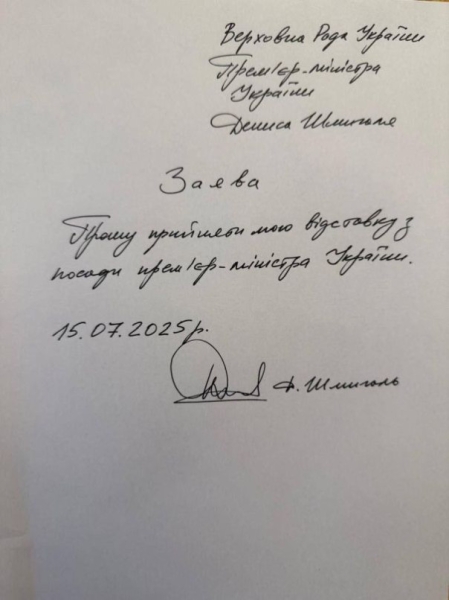 Верховна Рада України
Прем'єр-міністра
України
Дениса Шмигаля
Заява
Прошу прийняти мою відставку з
посади прем'єр-міністра України.
15.07.2025р.
Д. Шмигаль